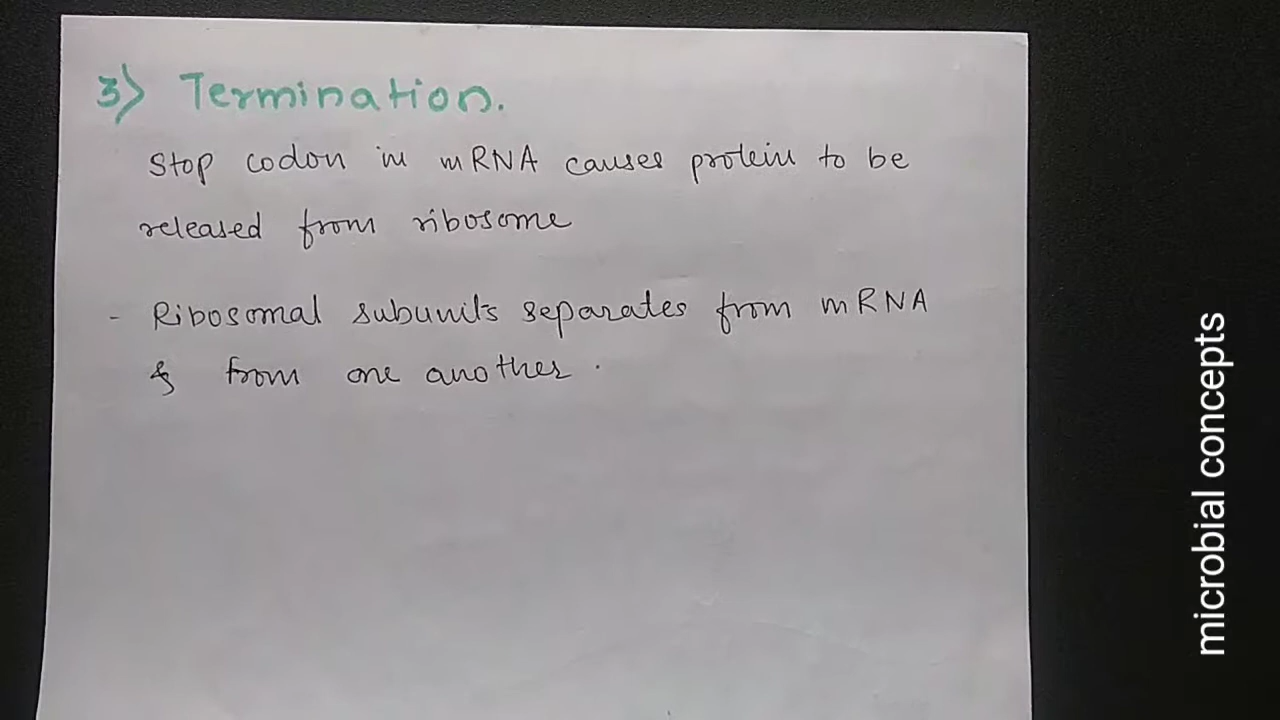 3) Termination.
Stop codon in mRNA causes protein to be
released from ribosome
- Ribosomal subunits separates from mRNA
& from one another.
microbial concepts